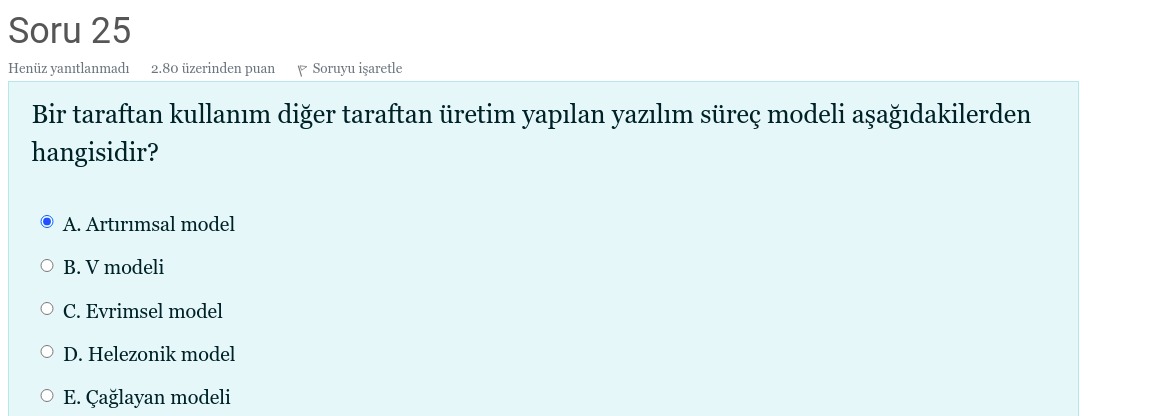 Soru 25
Henüz yanıtlanmadı 2.80 üzerinden puan Soruyu işaretle
Bir taraftan kullanım diğer taraftan üretim yapılan yazılım süreç modeli aşağıdakilerden
hangisidir?
A. Artırımsal model
B. V modeli
C. Evrimsel model
D. Helezonik model
E. Çağlayan modeli